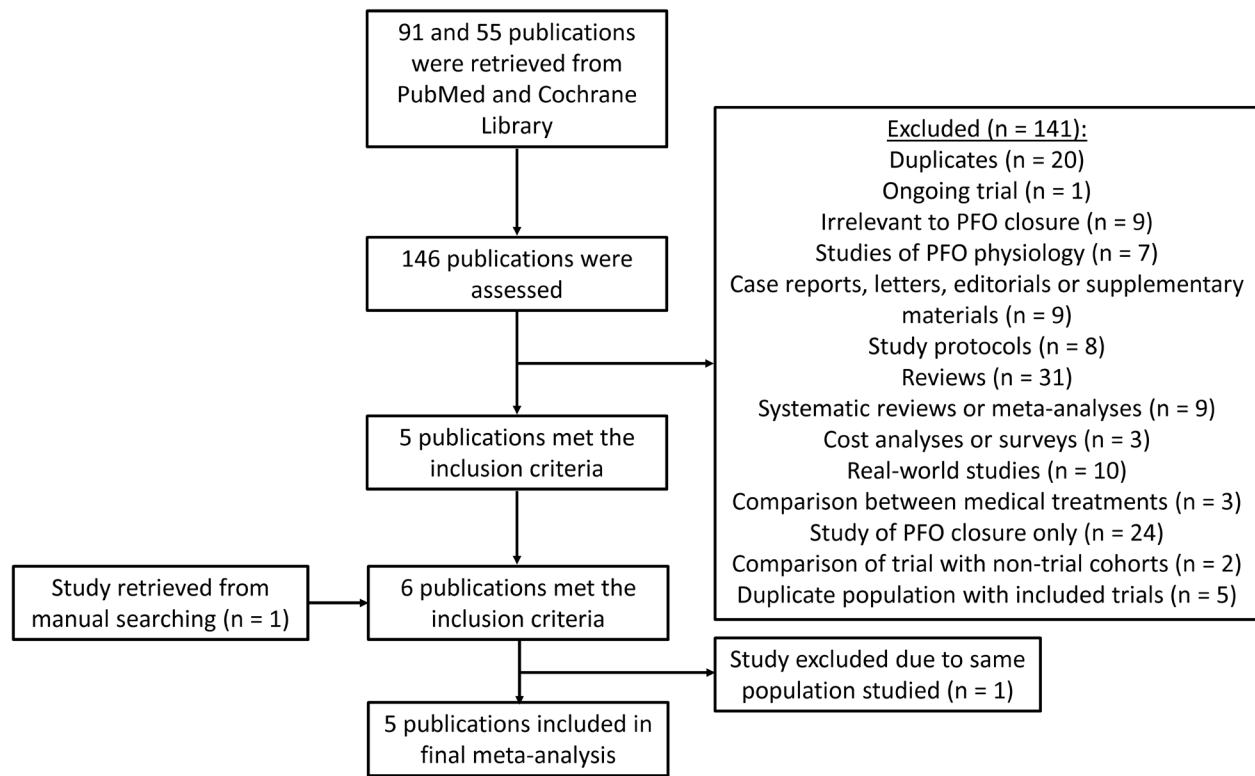 91 and 55 publications
were retrieved from
PubMed and Cochrane
Library
146 publications were
assessed
Excluded (n = 141):
Duplicates (n = 20)
Ongoing trial (n = 1)
Irrelevant to PFO closure (n = 9)
Studies of PFO physiology (n = 7)
Case reports, letters, editorials or supplementary
materials (n = 9)
Study protocols (n = 8)
Reviews (n = 31)
Systematic reviews or meta-analyses (n = 9)
Cost analyses or surveys (n = 3)
Real-world studies (n = 10)
Comparison between medical treatments (n = 3)
Study of PFO closure only (n = 24)
Comparison of trial with non-trial cohorts (n = 2)
Duplicate population with included trials (n = 5)
5 publications met the
inclusion criteria
Study retrieved from
manual searching (n = 1)
6 publications met the
inclusion criteria
Study excluded due to same
population studied (n = 1)
5 publications included in
final meta-analysis